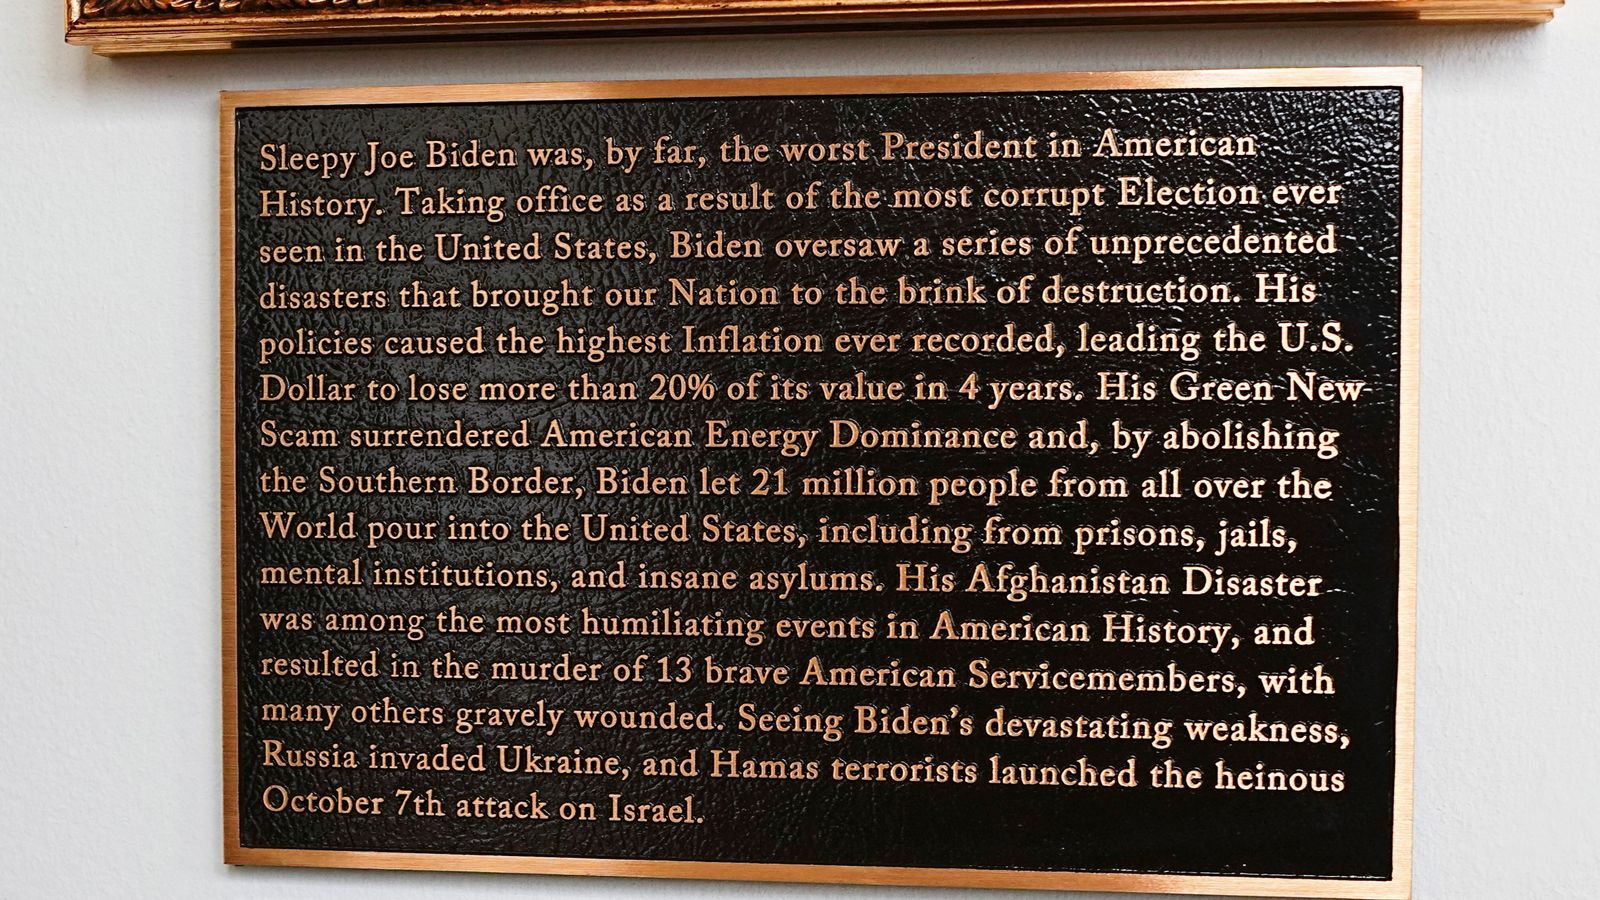 Sleepy Joe Biden was, by far, the worst President in American
History. Taking office as a result of the most corrupt Election ever
seen in the United States, Biden oversaw a series of unprecedented
disasters that brought our Nation to the brink of destruction. His
policies caused the highest Inflation ever recorded, leading the U.S.
Dollar to lose more than 20% of its value in 4 years. His Green New
Scam surrendered American Energy Dominance and, by abolishing
the Southern Border, Biden let 21 million people from all over the
World pour into the United States, including from prisons, jails,
mental institutions, and insane asylums. His Afghanistan Disaster
was among the most humiliating events in American History, and
resulted in the murder of 13 brave American Servicemembers, with
many others gravely wounded. Seeing Biden's devastating weakness,
Russia invaded Ukraine, and Hamas terrorists launched the heinous
October 7th attack on Israel.